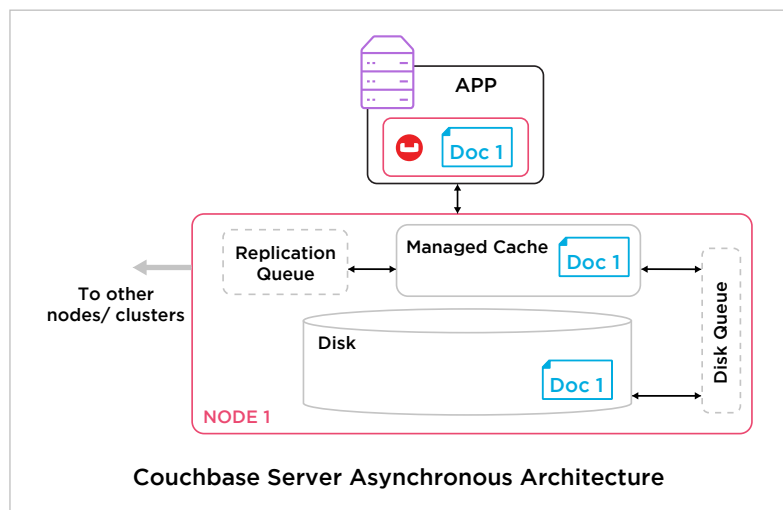 APP
Doc 1
Replication
Queue
Managed Cache
Doc 1
To other
nodes/ clusters
Disk
Doc 1
Disk Queue
NODE 1
Couchbase Server Asynchronous Architecture